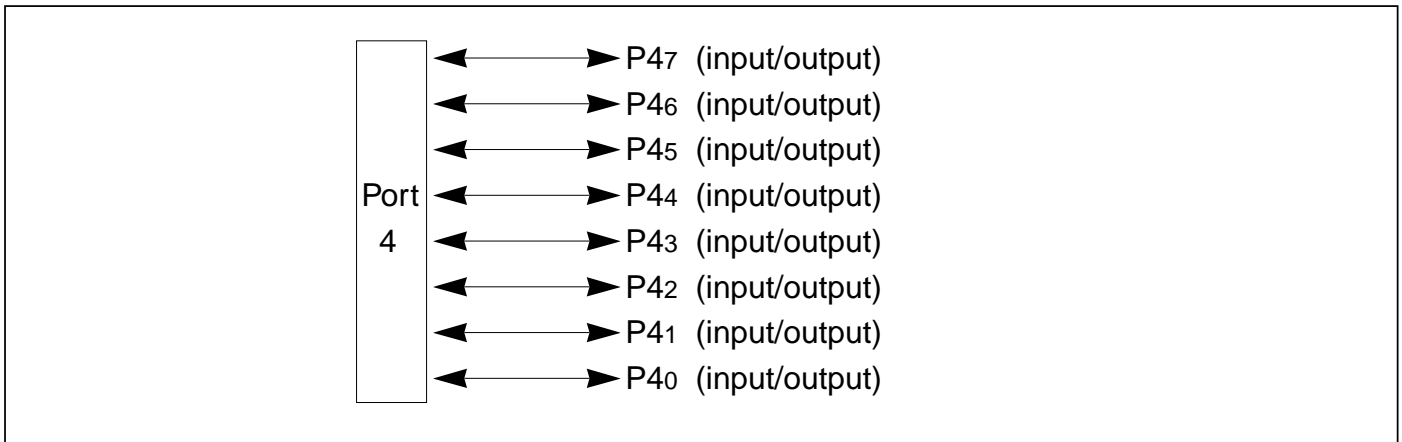 P47 (input/output)
P46 (input/output)
P45 (input/output)
Port P44 (input/output)
4 P43 (input/output)
P42 (input/output)
P41 (input/output)
P40 (input/output)